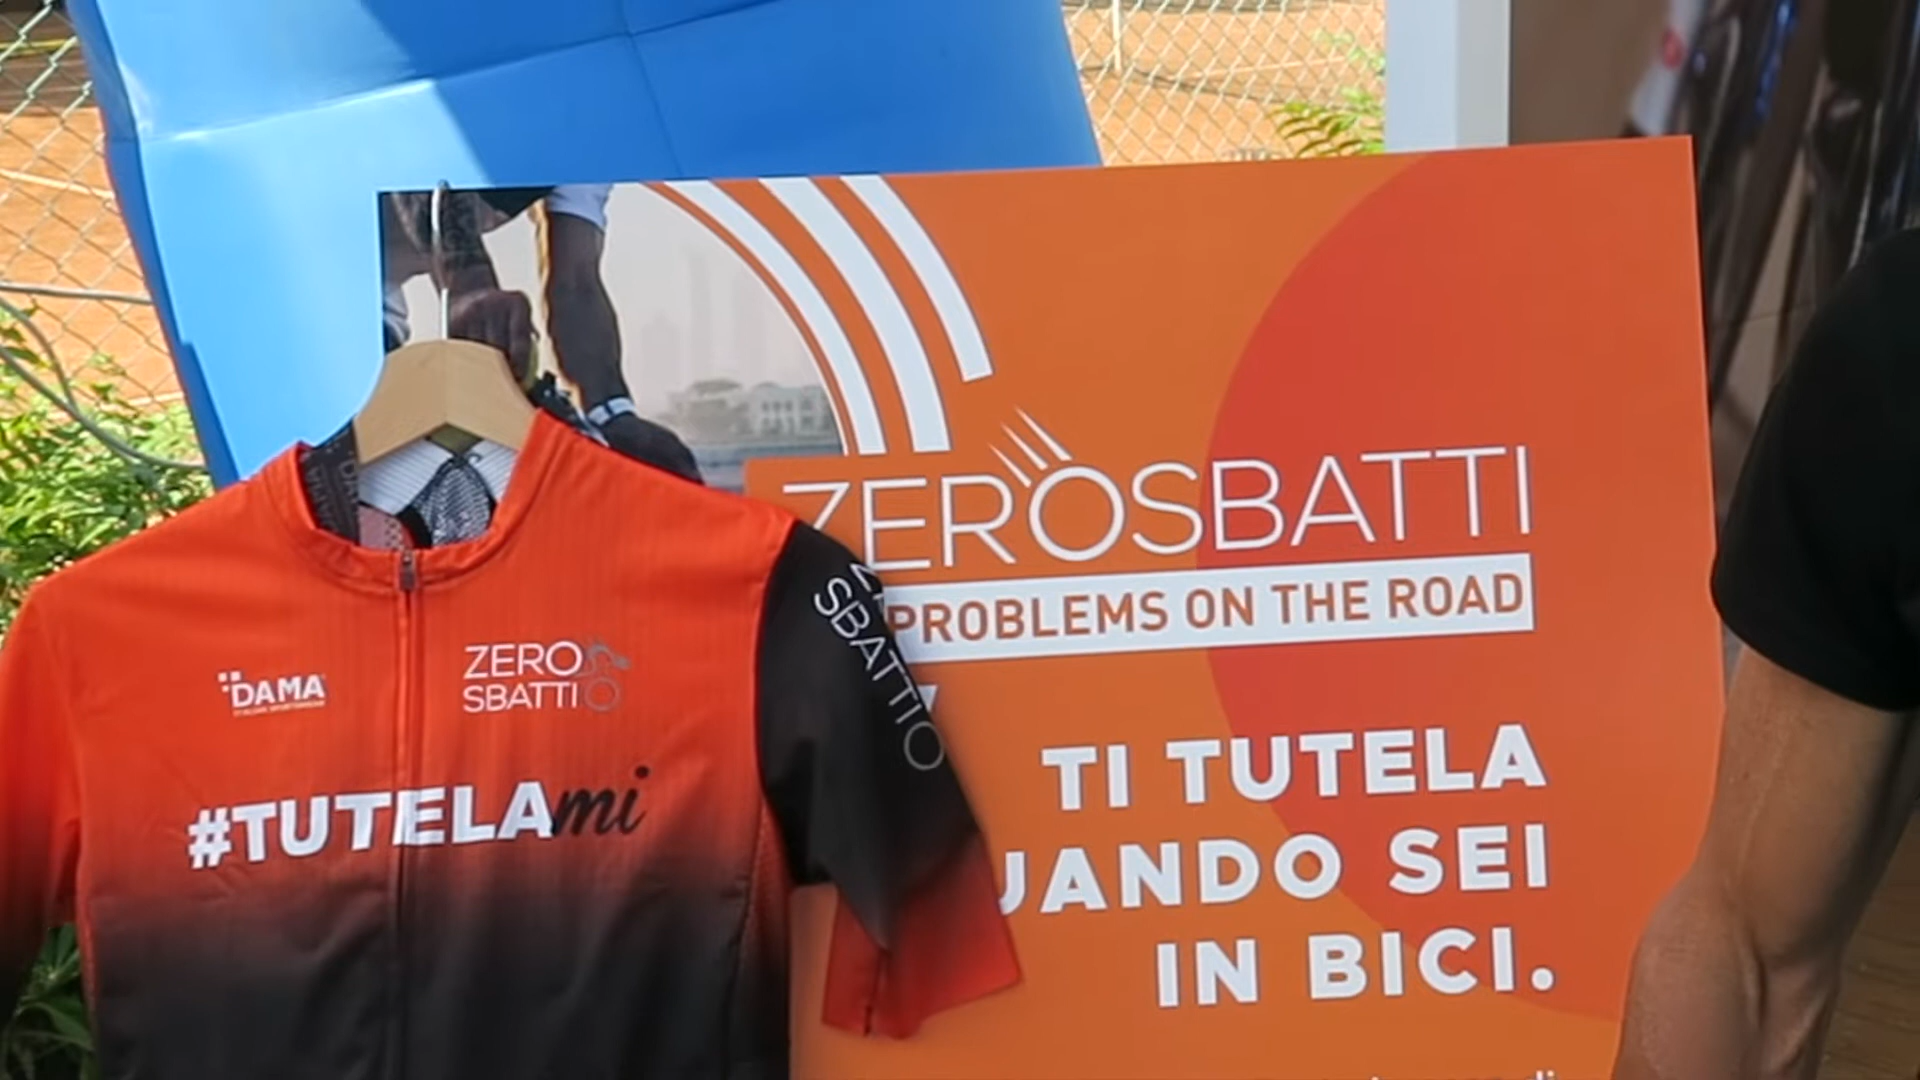 ZEROSBATTI
PROBLEMS ON THE ROAD
TI TUTELA
UANDO SEI
IN BICI.
DAMA
ZERO
SBATTI
#TUTELAmi
SBATTI